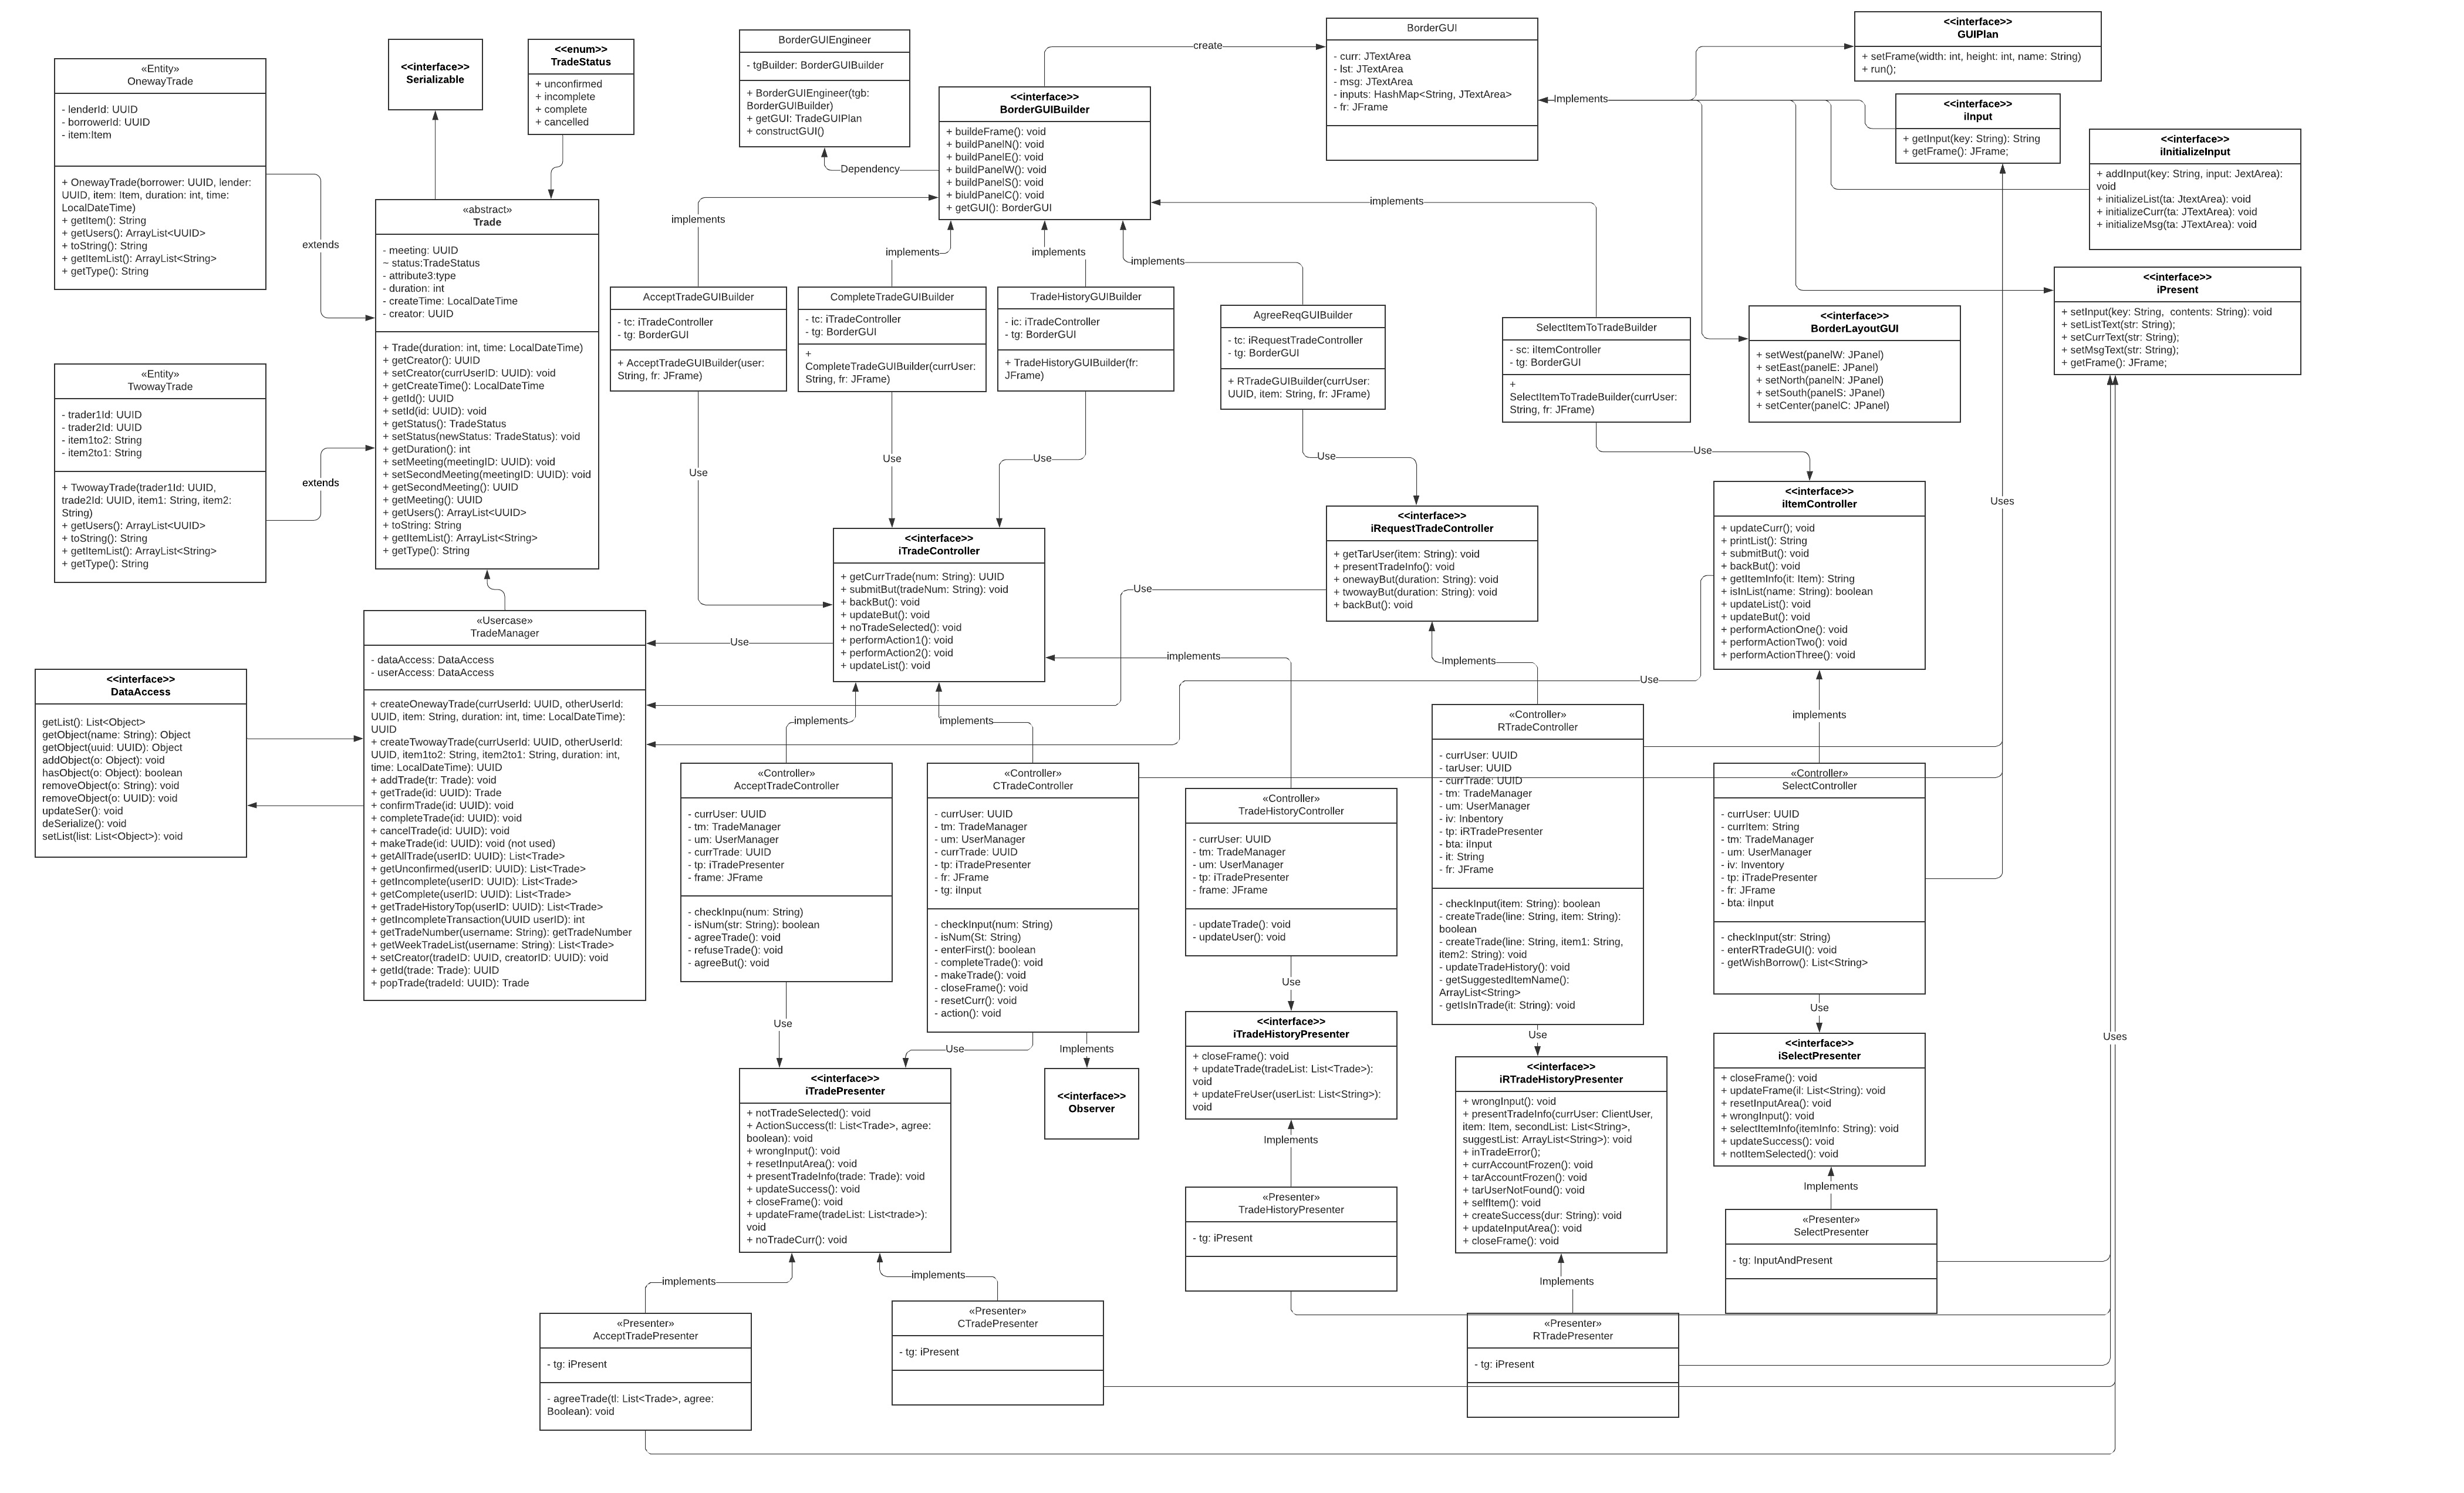 «Entity»
OnewayTrade
- lenderId: UUID
- borrowerId: UUID
- item:Item
+ OnewayTrade(borrower: UUID, lender:
UUID, item: Item, duration: int, time:
LocalDateTime)
+ getItem(): String
+ getUsers(): ArrayList<UUID>
+ toString(): String
+ getItemList(): ArrayList<String>
+ getType(): String
extends
<<interface>>
Serializable
<<enum>>
TradeStatus
+ unconfirmed
+ incomplete
+ complete
+ cancelled
«abstract»
Trade
- meeting: UUID
~ status:TradeStatus
- attribute3:type
- duration: int
- createTime: LocalDateTime
- creator: UUID
+ Trade(duration: int, time: LocalDateTime)
+ getCreator(): UUID
+ setCreator(currUserID: UUID): void
+ getCreateTime(): LocalDateTime
+ getId(): UUID
+ setId(id: UUID): void
+ getStatus(): TradeStatus
+ setStatus(newStatus: TradeStatus): void
+ getDuration(): int
+ setMeeting(meetingID: UUID): void
+ setSecondMeeting(meetingID: UUID): void
+ getSecondMeeting(): UUID
+ getMeeting(): UUID
+ getUsers(): ArrayList<UUID>
+ toString: String
+ getItemList(): ArrayList<String>
+ getType(): String
«Entity»
TwowayTrade
- trader1Id: UUID
- trader2Id: UUID
- item1to2: String
- item2to1: String
+ TwowayTrade(trader1Id: UUID,
trade2Id: UUID, item1: String, item2:
String)
+ getUsers(): ArrayList<UUID>
+ toString(): String
+ getItemList(): ArrayList<String>
+ getType(): String
extends
«Usercase»
TradeManager
- dataAccess: DataAccess
- userAccess: DataAccess
+ createOnewayTrade(currUserId: UUID, otherUserId:
UUID, item: String, duration: int, time: LocalDateTime):
UUID
+ createTwowayTrade(currUserId: UUID, otherUserId:
UUID, item1to2: String, item2to1: String, duration: int,
time: LocalDateTime): UUID
+ addTrade(tr: Trade): void
+ getTrade(id: UUID): Trade
+ confirmTrade(id: UUID): void
+ completeTrade(id: UUID): void
+ cancelTrade(id: UUID): void
+ makeTrade(id: UUID): void (not used)
+ getAllTrade(userID: UUID): List<Trade>
+ getUnconfirmed(userID: UUID): List<Trade>
+ getIncomplete(userID: UUID): List<Trade>
+ getComplete(userID: UUID): List<Trade>
+ getTradeHistoryTop(userID: UUID): List<Trade>
+ getIncompleteTransaction(UUID userID): int
+ getTradeNumber(username: String): getTradeNumber
+ getWeekTradeList(username: String): List<Trade>
+ setCreator(tradeID: UUID, creatorID: UUID): void
+ getId(trade: Trade): UUID
+ popTrade(tradeId: UUID): Trade
<<interface>>
DataAccess
getList(): List<Object>
getObject(name: String): Object
getObject(uuid: UUID): Object
addObject(o: Object): void
hasObject(o: Object): boolean
removeObject(o: String): void
removeObject(o: UUID): void
updateSer(): void
deSerialize(): void
setList(list: List<Object>): void
BorderGUIEngineer
- tgBuilder: BorderGUIBuilder
+ BorderGUIEngineer(tgb:
BorderGUIBuilder)
+ getGUI: TradeGUIPlan
+ constructGUI()
Dependency
create
<<interface>>
BorderGUIBuilder
+ buildeFrame(): void
+ buildPanelN(): void
+ buildPanelE(): void
+ buildPanelW(): void
+ buildPanelS(): void
+ biuldPanelC(): void
+ getGUI(): BorderGUI
BorderGUI
- curr: JTextArea
- lst: JTextArea
- msg: JTextArea
- inputs: HashMap<String, JTextArea>
- fr: JFrame
Implements
<<interface>>
GUIPlan
+ setFrame(width: int, height: int, name: String)
+ run();
<<interface>>
iInput
+ getInput(key: String): String
+ getFrame(): JFrame;
<<interface>>
iInitializeInput
+ addInput(key: String, input: JextArea):
void
+ initializeList(ta: JtextArea): void
+ initializeCurr(ta: JTextArea): void
+ initializeMsg(ta: JTextArea): void
<<interface>>
iPresent
+ setInput(key: String,  contents: String): void
+ setListText(str: String);
+ setCurrText(str: String);
+ setMsgText(str: String);
+ getFrame(): JFrame;
<<interface>>
BorderLayoutGUI
+ setWest(panelW: JPanel)
+ setEast(panelE: JPanel)
+ setNorth(panelN: JPanel)
+ setSouth(panelS: JPanel)
+ setCenter(panelC: JPanel)
implements
implements
implements
implements
implements
AcceptTradeGUIBuilder
- tc: iTradeController
- tg: BorderGUI
+ AcceptTradeGUIBuilder(user:
String, fr: JFrame)
CompleteTradeGUIBuilder
- tc: iTradeController
- tg: BorderGUI
+
CompleteTradeGUIBuilder(currUser:
String, fr: JFrame)
TradeHistoryGUIBuilder
- ic: iTradeController
- tg: BorderGUI
+ TradeHistoryGUIBuilder(fr:
JFrame)
AgreeReqGUIBuilder
- tc: iRequestTradeController
- tg: BorderGUI
+ RTradeGUIBuilder(currUser:
UUID, item: String, fr: JFrame)
SelectItemToTradeBuilder
- sc: iItemController
- tg: BorderGUI
+
SelectItemToTradeBuilder(currUser:
String, fr: JFrame)
Use
Use
Use
Use
Use
Uses
<<interface>>
iTradeController
+ getCurrTrade(num: String): UUID
+ submitBut(tradeNum: String): void
+ backBut(): void
+ updateBut(): void
+ noTradeSelected(): void
+ performAction1(): void
+ performAction2(): void
+ updateList(): void
<<interface>>
iRequestTradeController
+ getTarUser(item: String): void
+ presentTradeInfo(): void
+ onewayBut(duration: String): void
+ twowayBut(duration: String): void
+ backBut(): void
<<interface>>
iItemController
+ updateCurr(); void
+ printList(): String
+ submitBut(): void
+ backBut(): void
+ getItemInfo(it: Item): String
+ isInList(name: String): boolean
+ updateList(): void
+ updateBut(): void
+ performActionOne(): void
+ performActionTwo(): void
+ performActionThree(): void
Use
Use
Use
implements
Implements
implements
implements
implements
«Controller»
AcceptTradeController
- currUser: UUID
- tm: TradeManager
- um: UserManager
- currTrade: UUID
- tp: iTradePresenter
- frame: JFrame
- checkInpu(num: String)
- isNum(str: String): boolean
- agreeTrade(): void
- refuseTrade(): void
- agreeBut(): void
«Controller»
CTradeController
- currUser: UUID
- tm: TradeManager
- um: UserManager
- currTrade: UUID
- tp: iTradePresenter
- fr: JFrame
- tg: iInput
- checkInput(num: String)
- isNum(St: String)
- enterFirst(): boolean
- completeTrade(): void
- makeTrade(): void
- closeFrame(): void
- resetCurr(): void
- action(): void
«Controller»
TradeHistoryController
- currUser: UUID
- tm: TradeManager
- um: UserManager
- tp: iTradePresenter
- frame: JFrame
- updateTrade(): void
- updateUser(): void
«Controller»
RTradeController
- currUser: UUID
- tarUser: UUID
- currTrade: UUID
- tm: TradeManager
- um: UserManager
- iv: Inbentory
- tp: iRTradePresenter
- bta: iInput
- it: String
- fr: JFrame
- checkInput(item: String): boolean
- createTrade(line: String, item: String):
boolean
- createTrade(line: String, item1: String,
item2: String): void
- updateTradeHistory(): void
- getSuggestedItemName():
ArrayList<String>
- getIsInTrade(it: String): void
«Controller»
SelectController
- currUser: UUID
- currItem: String
- tm: TradeManager
- um: UserManager
- iv: Inventory
- tp: iTradePresenter
- fr: JFrame
- bta: iInput
- checkInput(str: String)
- enterRTradeGUI(): void
- getWishBorrow(): List<String>
Use
Use
Implements
Use
Use
Use
Uses
<<interface>>
iTradePresenter
+ notTradeSelected(): void
+ ActionSuccess(tl: List<Trade>, agree:
boolean): void
+ wrongInput(): void
+ resetInputArea(): void
+ presentTradeInfo(trade: Trade): void
+ updateSuccess(): void
+ closeFrame(): void
+ updateFrame(tradeList: List<trade>):
void
+ noTradeCurr(): void
<<interface>>
Observer
<<interface>>
iTradeHistoryPresenter
+ closeFrame(): void
+ updateTrade(tradeList: List<Trade>):
void
+ updateFreUser(userList: List<String>):
void
<<interface>>
iRTradeHistoryPresenter
+ wrongInput(): void
+ presentTradeInfo(currUser: ClientUser,
item: Item, secondList: List<String>,
suggestList: ArrayList<String>): void
+ inTradeError();
+ currAccountFrozen(): void
+ tarAccountFrozen(): void
+ tarUserNotFound(): void
+ selfItem(): void
+ createSuccess(dur: String): void
+ updateInputArea(): void
+ closeFrame(): void
<<interface>>
iSelectPresenter
+ closeFrame(): void
+ updateFrame(il: List<String): void
+ resetInputArea(): void
+ wrongInput(): void
+ selectItemInfo(itemInfo: String): void
+ updateSuccess(): void
+ notItemSelected(): void
implements
implements
Implements
Implements
Implements
«Presenter»
AcceptTradePresenter
- tg: iPresent
- agreeTrade(tl: List<Trade>, agree:
Boolean): void
«Presenter»
CTradePresenter
- tg: iPresent
«Presenter»
TradeHistoryPresenter
- tg: iPresent
«Presenter»
RTradePresenter
- tg: iPresent
«Presenter»
SelectPresenter
- tg: InputAndPresent